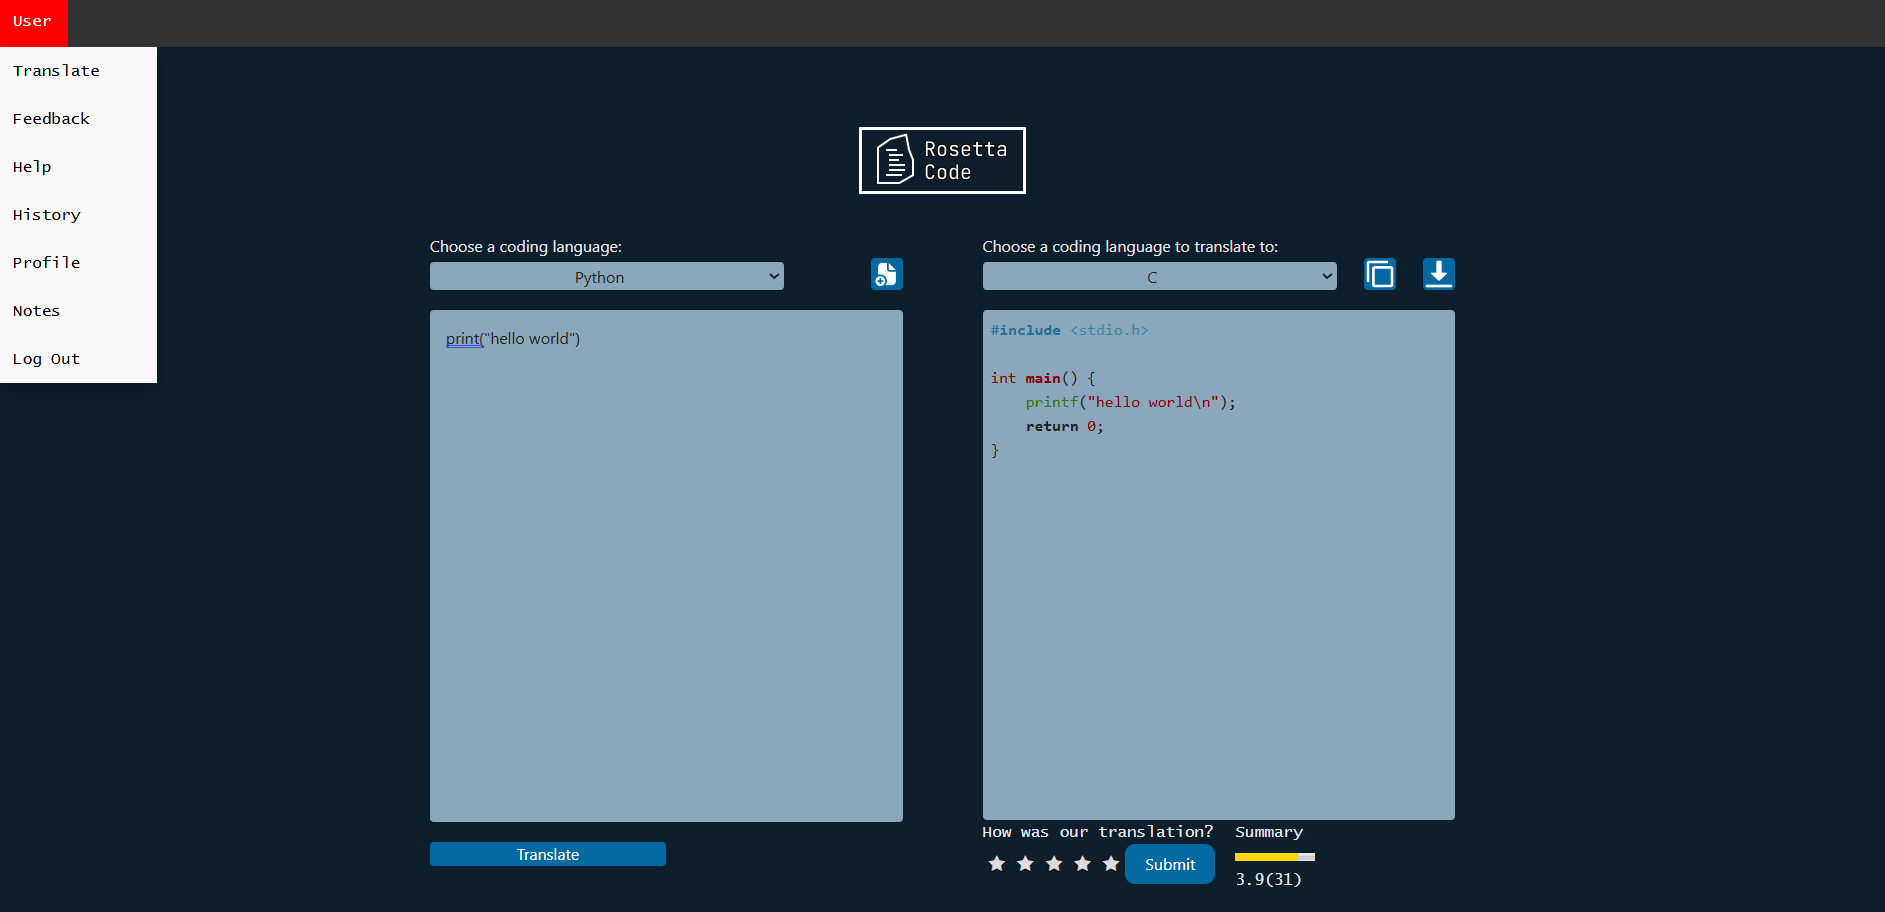 User
Translate
Feedback
Help
History
Profile
Notes
Log Out
Rosetta
Code
Choose a coding language:
Python
print("hello world")
Translate
Choose a coding language to translate to:
C
#include <stdio.h>
int main() {
    printf("hello world\n");
    return 0;
}
How was our translation?
Submit
Summary
3.9(31)